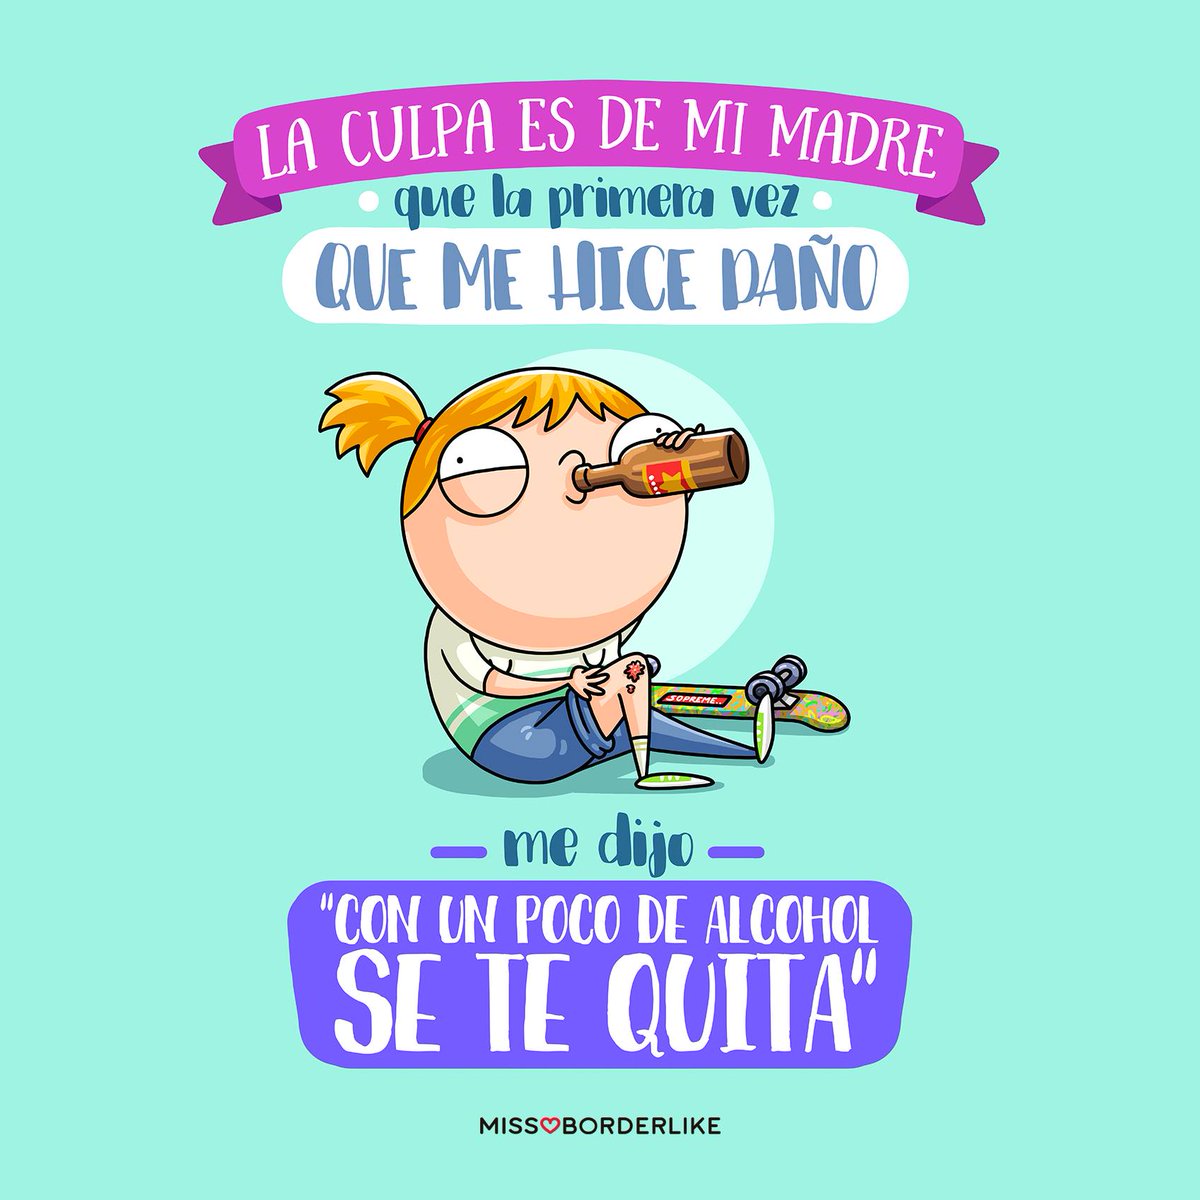 LA CULPA ES DE MI MADRE
que la primera vez
QUE ME HICE DAÑO
SOPREME..
me dijo
"CON UN POCO DE ALCOHOL
SE TE QUITA"
MISS BORDERLIKE